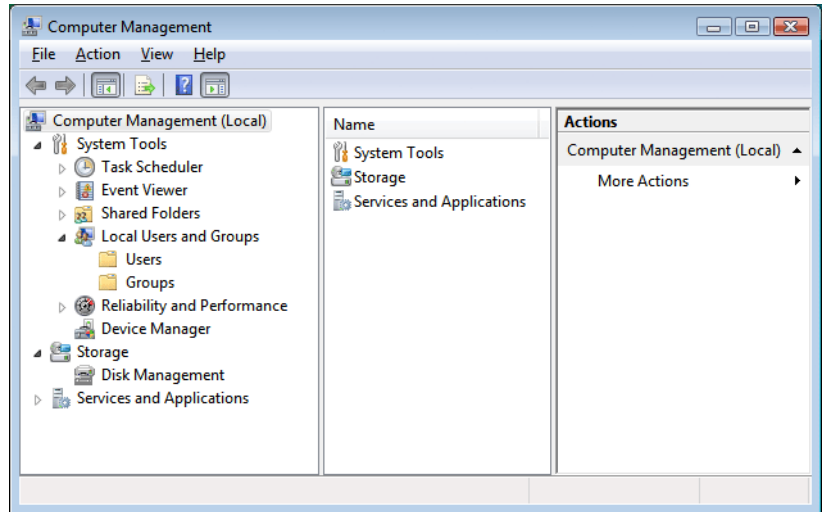 Computer Management
File Action View Help
Computer Management (Local)
System Tools
Task Scheduler
Event Viewer
Shared Folders
Local Users and Groups
Users
Groups
Reliability and Performance
Device Manager
Storage
Disk Management
Services and Applications
Name
System Tools
Storage
Services and Applications
Actions
Computer Management (Local)
More Actions